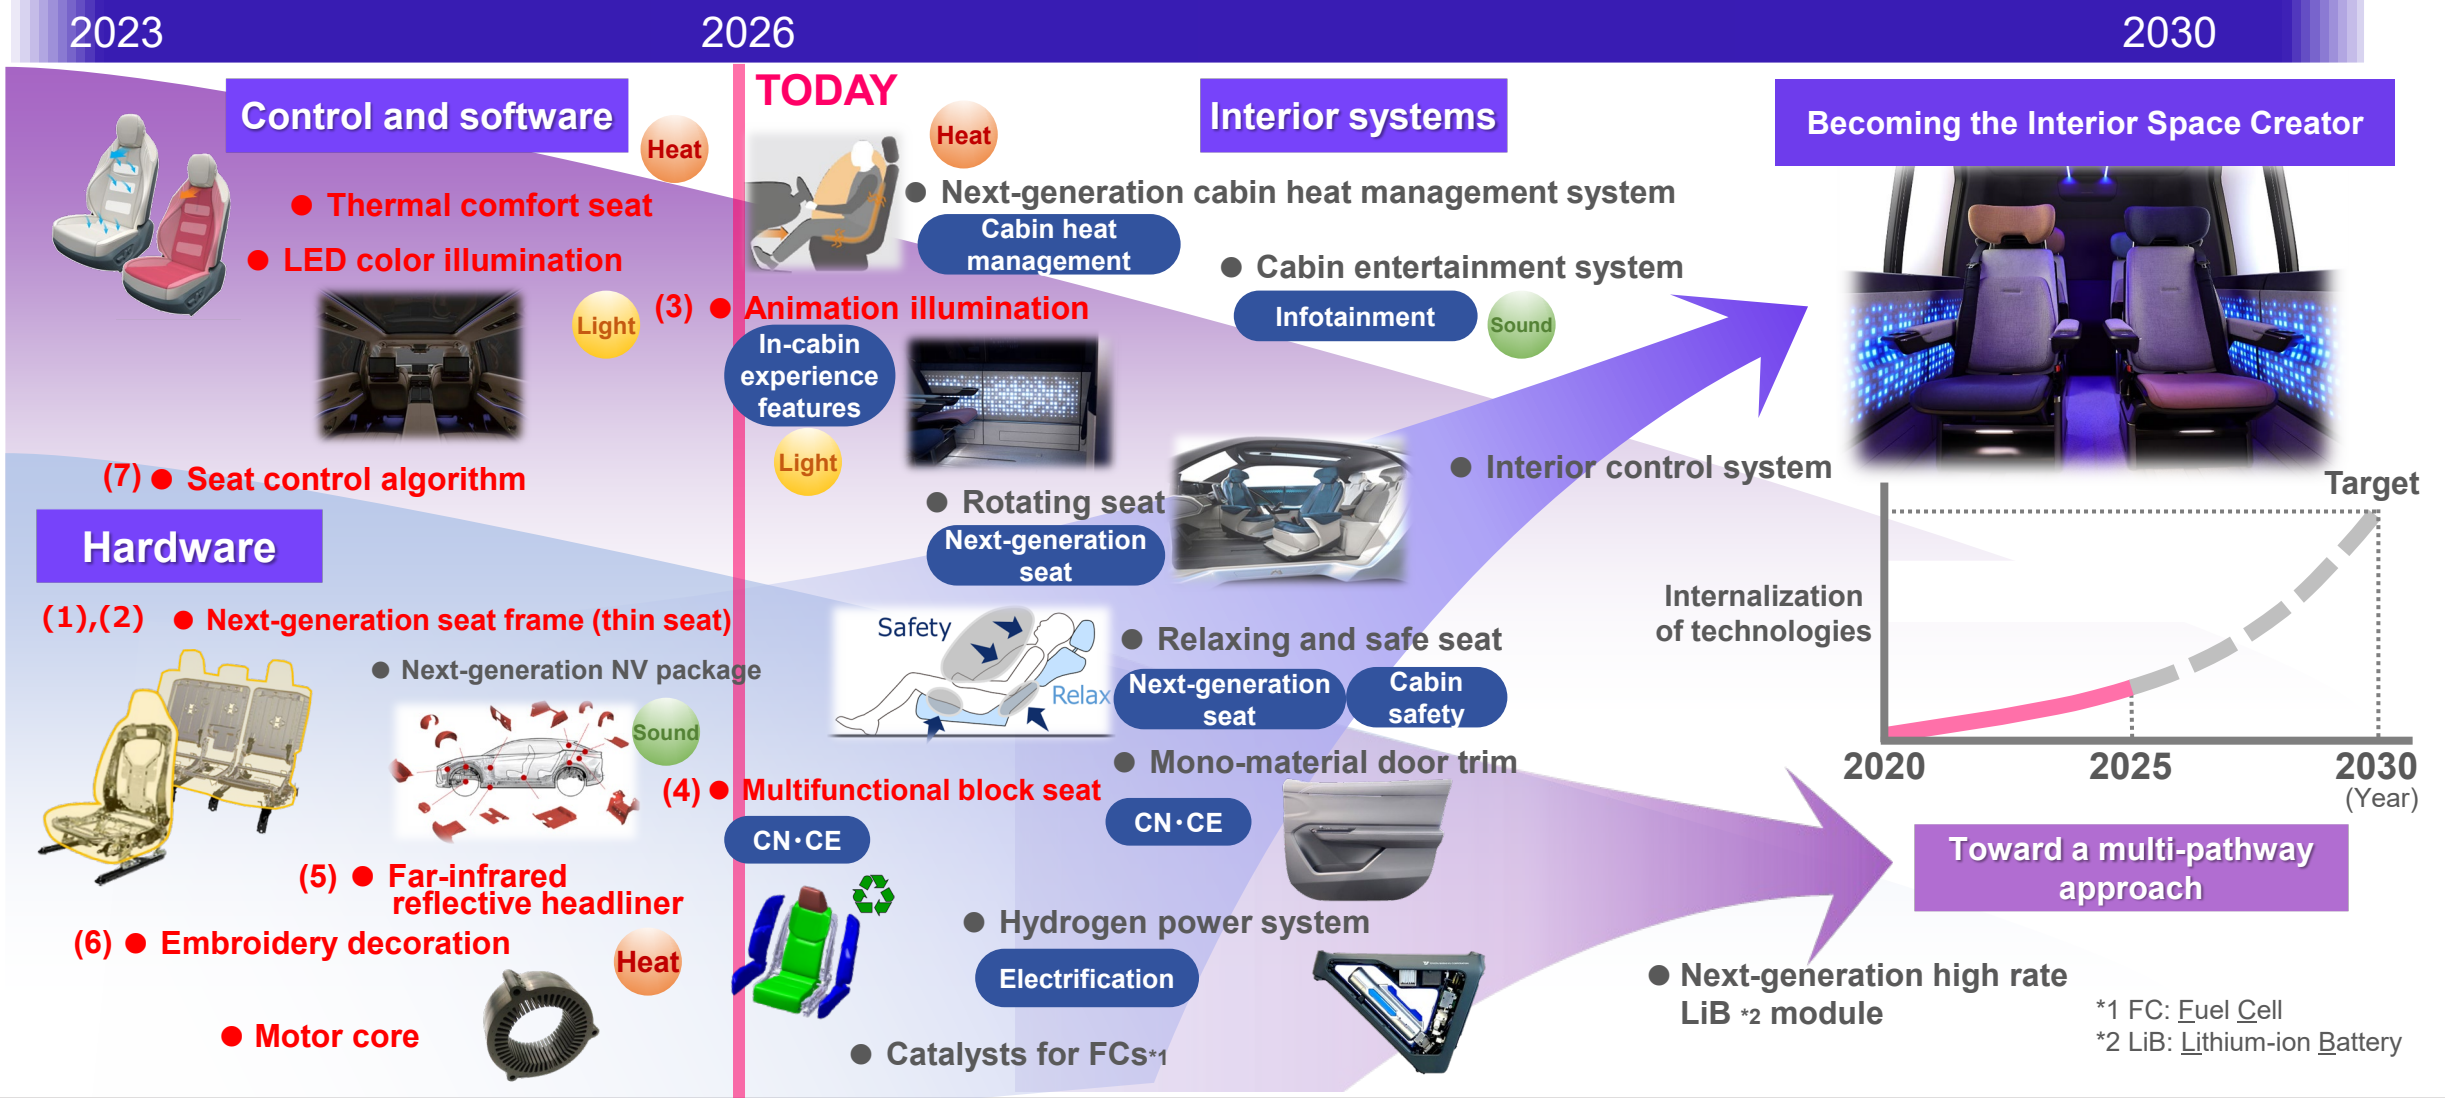 2023
2026
2030
TODAY
Control and software
Heat
Thermal comfort seat
LED color illumination
Light
(7) ● Seat control algorithm
Heat
Interior systems
● Next-generation cabin heat management system
Cabin heat
management
● Cabin entertainment system
Infotainment
Sound
(3) ● Animation illumination
In-cabin
experience
features
Light
● Rotating seat
Next-generation
seat
● Interior control system
Becoming the Interior Space Creator
Hardware
(1),(2) ● Next-generation seat frame (thin seat)
● Next-generation NV package
Sound
Safety
Relax
● Relaxing and safe seat
Next-generation
seat
Cabin
safety
● Mono-material door trim
CN・CE
(4) ● Multifunctional block seat
CN・CE
(5) ● Far-infrared
reflective headliner
(6) ● Embroidery decoration
Heat
● Motor core
● Hydrogen power system
Electrification
● Catalysts for FCs*1
Target
Internalization
of technologies
2020
2025
2030
(Year)
Toward a multi-pathway
approach
● Next-generation high rate
LiB *2 module
*1 FC: Fuel Cell
*2 LiB: Lithium-ion Battery